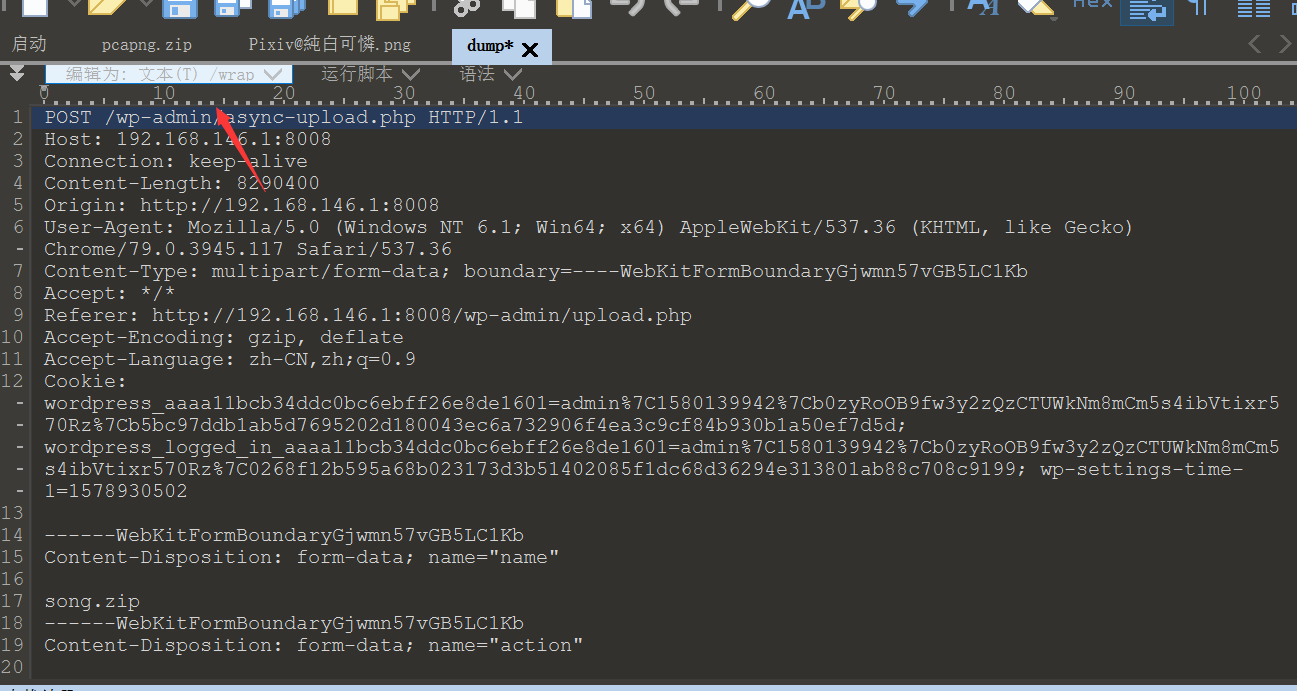 Hex
启动 pcapng.zip Pixiv@純白可憐.png dump*
编辑为: 文本(T) /wrap 运行脚本 语法
0 10 20 30 40 50 60 70 80 90 100
1 POST /wp-admin/async-upload.php HTTP/1.1
2 Host: 192.168.146.1:8008
3 Connection: keep-alive
4 Content-Length: 8290400
5 Origin: http://192.168.146.1:8008
6 User-Agent: Mozilla/5.0 (Windows NT 6.1; Win64; x64) AppleWebKit/537.36 (KHTML, like Gecko)
- Chrome/79.0.3945.117 Safari/537.36
7 Content-Type: multipart/form-data; boundary=----WebKitFormBoundaryGjwmn57vGB5LC1Kb
8 Accept: */*
9 Referer: http://192.168.146.1:8008/wp-admin/upload.php
10 Accept-Encoding: gzip, deflate
11 Accept-Language: zh-CN,zh;q=0.9
12 Cookie:
- wordpress_aaaa11bcb34ddc0bc6ebff26e8de1601=admin%7C1580139942%7Cb0zyRoOB9fw3y2zQzCTUWkNm8mCm5s4ibVtixr5
- 70Rz%7Cb5bc97ddb1ab5d7695202d180043ec6a732906f4ea3c9cf84b930b1a50ef7d5d;
- wordpress_logged_in_aaaa11bcb34ddc0bc6ebff26e8de1601=admin%7C1580139942%7Cb0zyRoOB9fw3y2zQzCTUWkNm8mCm5
- s4ibVtixr570Rz%7C0268f12b595a68b023173d3b51402085f1dc68d36294e313801ab88c708c9199; wp-settings-time-
- 1=1578930502
13
14 ------WebKitFormBoundaryGjwmn57vGB5LC1Kb
15 Content-Disposition: form-data; name="name"
16
17 song.zip
18 ------WebKitFormBoundaryGjwmn57vGB5LC1Kb
19 Content-Disposition: form-data; name="action"
20